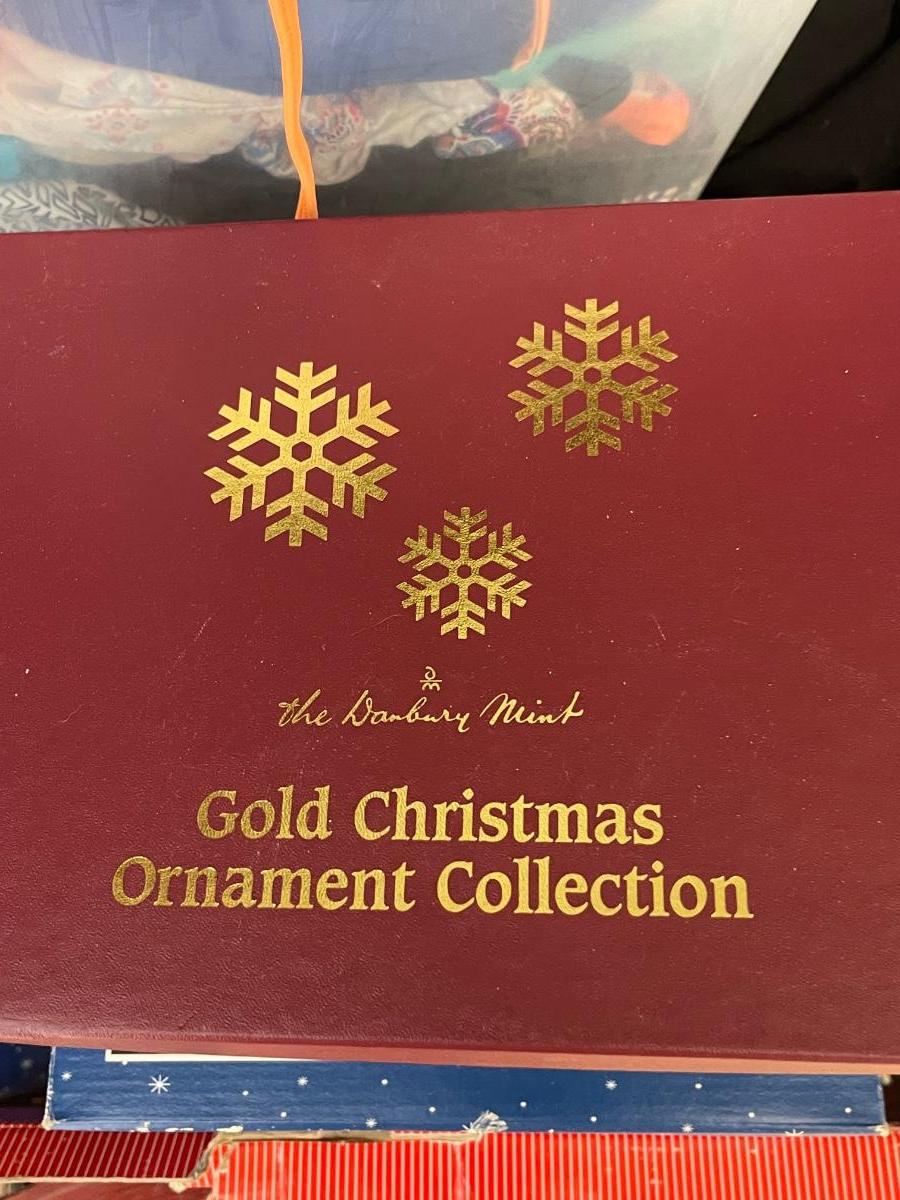 the Danbury Mint
Gold Christmas
Ornament Collection